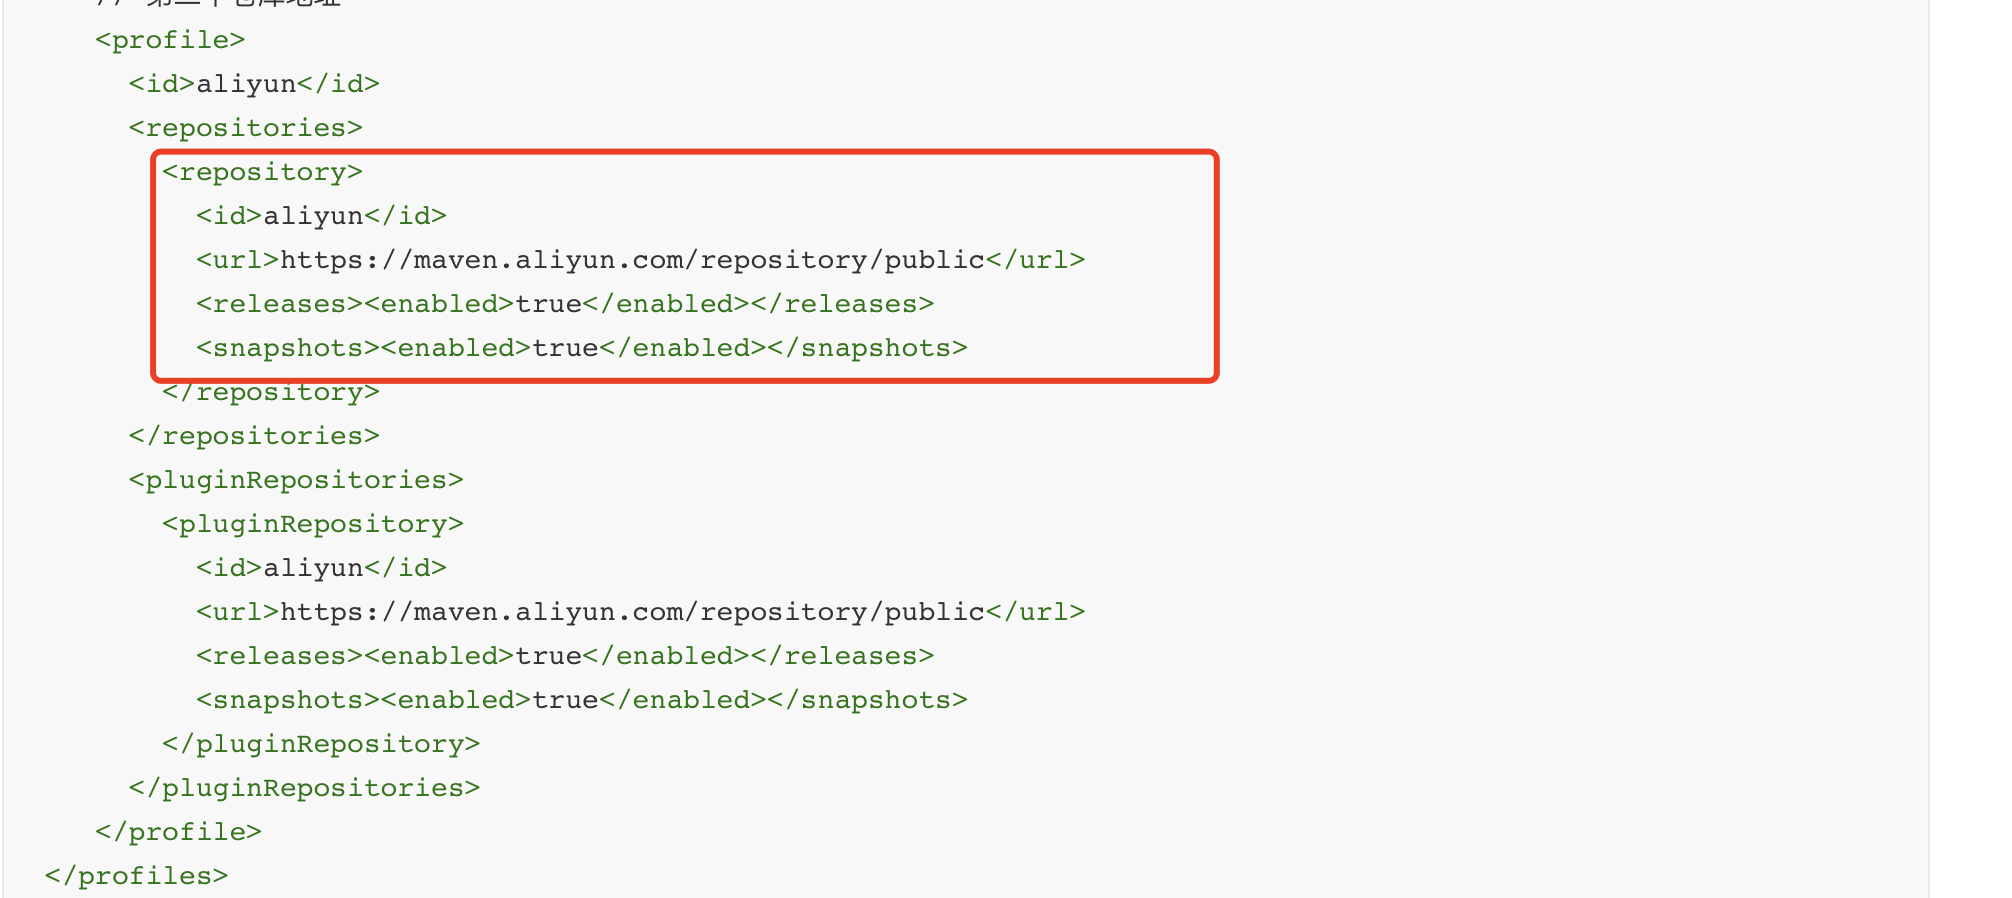 //
<profile>
<id>aliyun</id>
<repositories>
<repository>
<id>aliyun</id>
<url>https://maven.aliyun.com/repository/public</url>
<releases><enabled>true</enabled></releases>
<snapshots><enabled>true</enabled></snapshots>
</repository>
</repositories>
<pluginRepositories>
<pluginRepository>
<id>aliyun</id>
<url>https://maven.aliyun.com/repository/public</url>
<releases><enabled>true</enabled></releases>
<snapshots><enabled>true</enabled></snapshots>
</pluginRepository>
</pluginRepositories>
</profile>
</profiles>